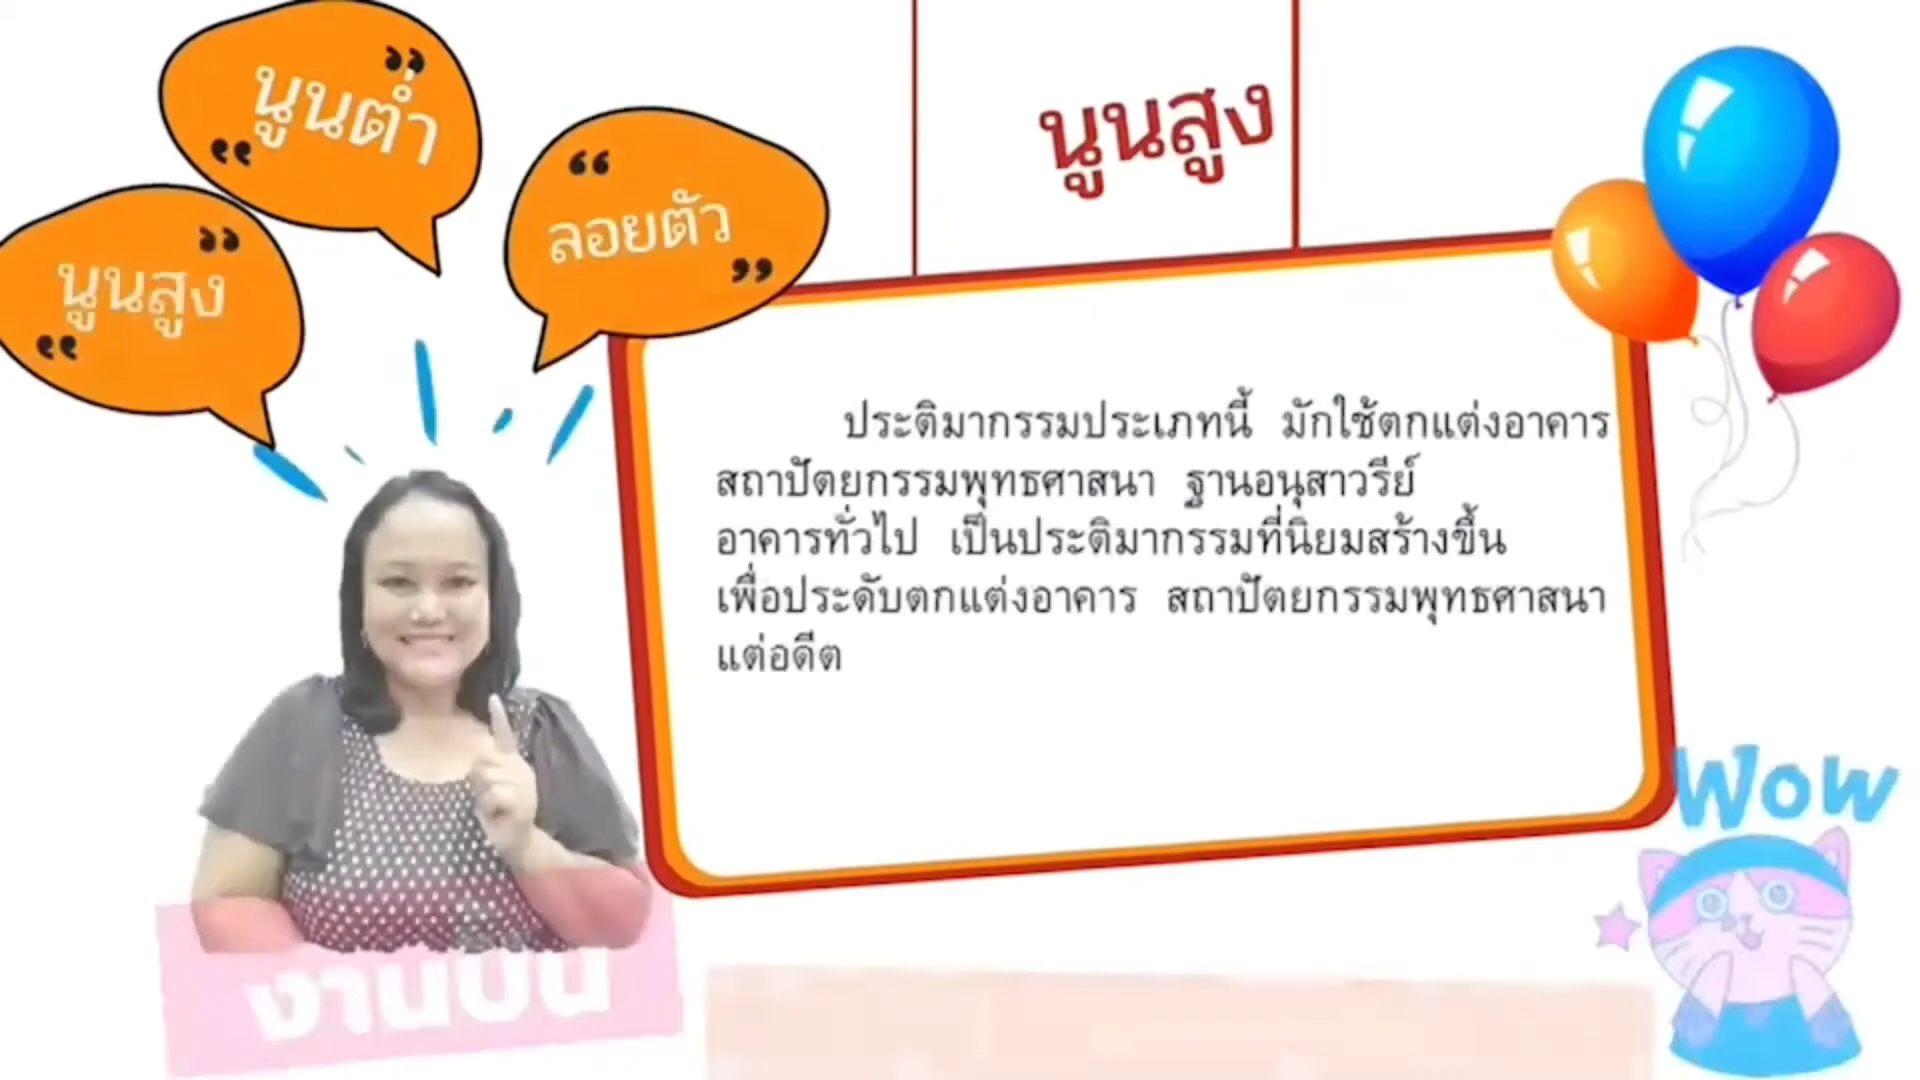 นูนต่ำ
นูนสูง
ลอยตัว
นูนสูง
ประติมากรรมประเภทนี้ มักใช้ตกแต่งอาคาร
สถาปัตยกรรมพุทธศาสนา ฐานอนุสาวรีย์
อาคารทั่วไป เป็นประติมากรรมที่นิยมสร้างขึ้น
เพื่อประดับตกแต่งอาคาร สถาปัตยกรรมพุทธศาสนา
แต่อดีต
Wow
งานปั้น